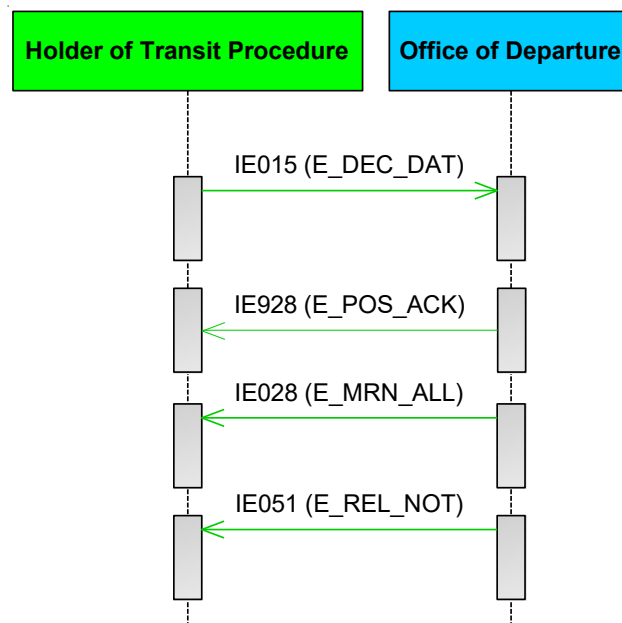 Holder of Transit Procedure
Office of Departure
IE015 (E_DEC_DAT)
IE928 (E_POS_ACK)
IE028 (E_MRN_ALL)
IE051 (E_REL_NOT)